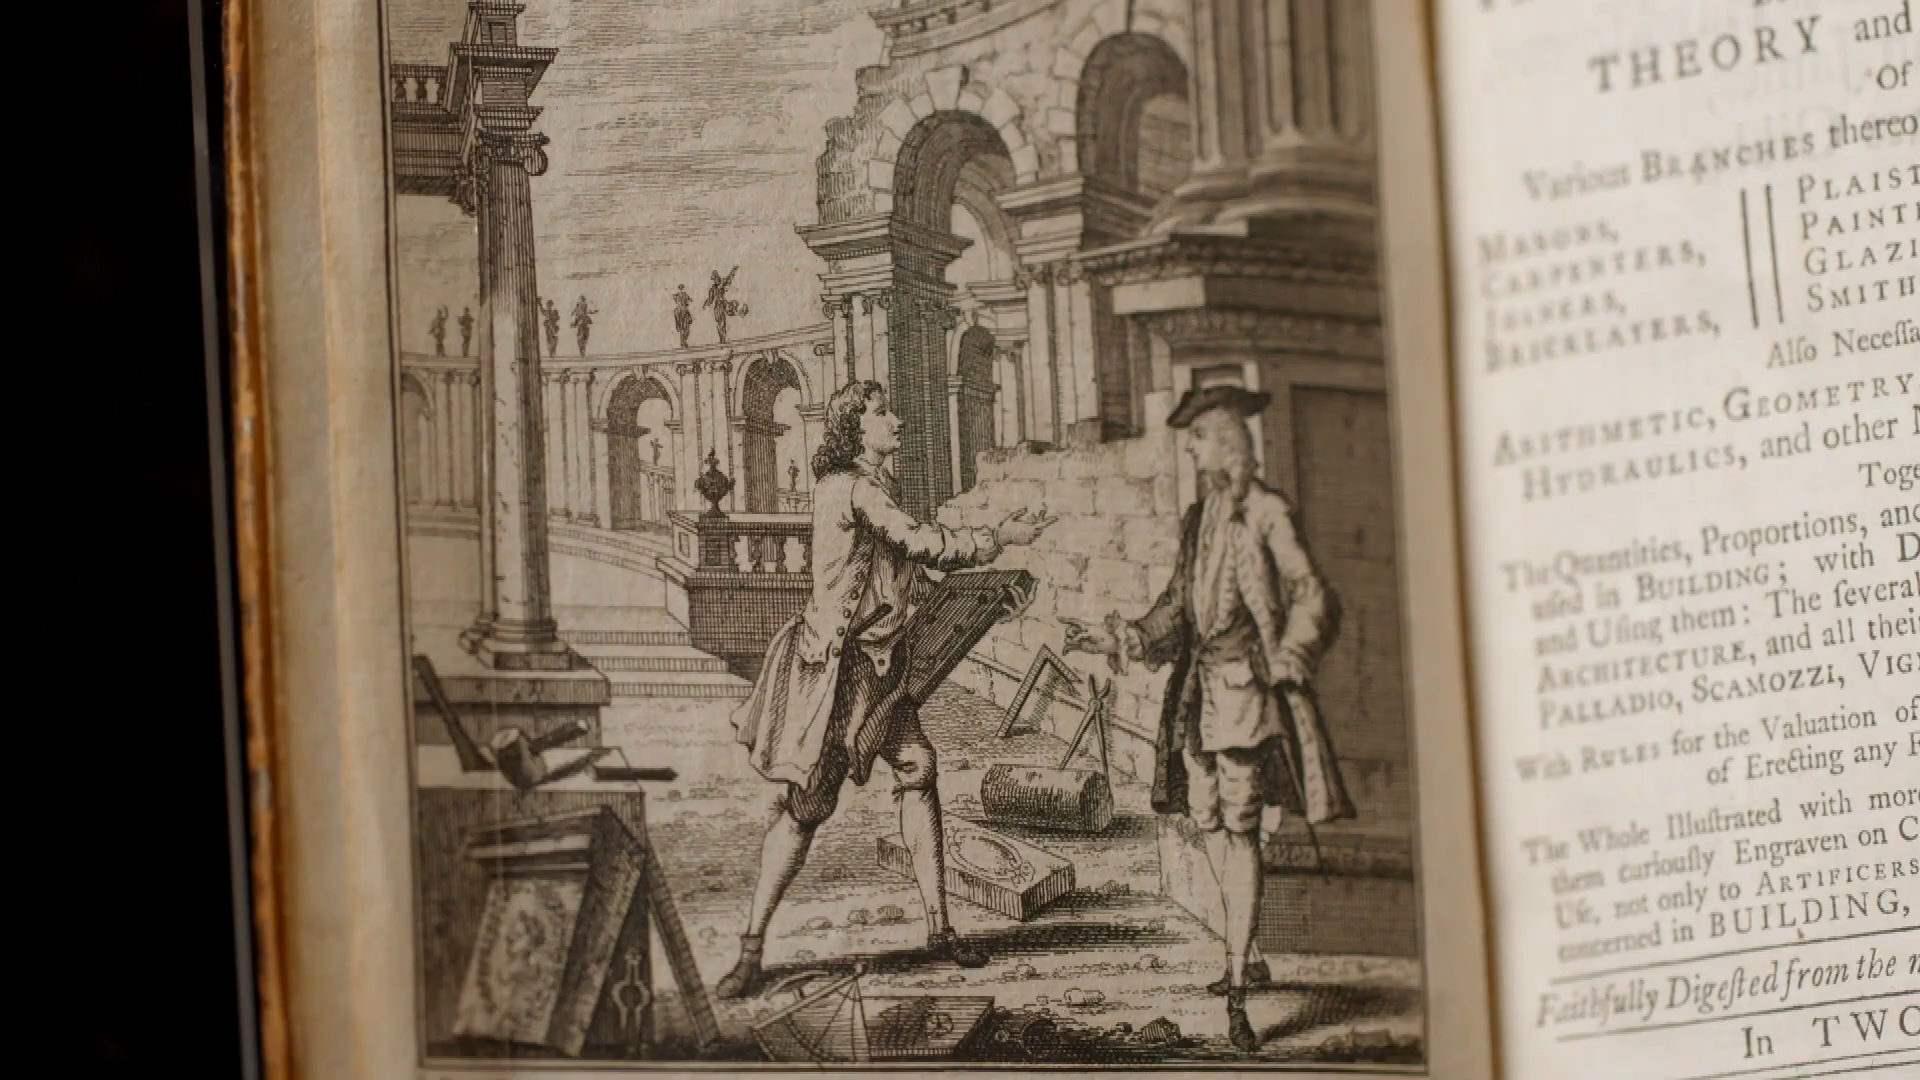 THEORY and
Of
Various BRANCHES thereo
MASONS,
CARPENTERS,
JOINERS,
BRICKLAYERS,
PLAIST
PAINT
GLAZI
SMITH
Alſo Neceſſa
ARITHMETIC, GEOMETRY
HYDRAULICS, and other
Toge
The Quantities, Proportions, and
uſed in BUILDING; with D
and Uſing them: The ſeveral
ARCHITECTURE, and all thei
PALLADIO, SCAMOZZI, VIG
With RULES for the Valuation of
of Erecting any
The Whole Illuſtrated with more
them curiouſly Engraven on C
Uſe, not only to ARTIFICERS
concerned in BUILDING,
Faithfully Digeſted from the
In TWO